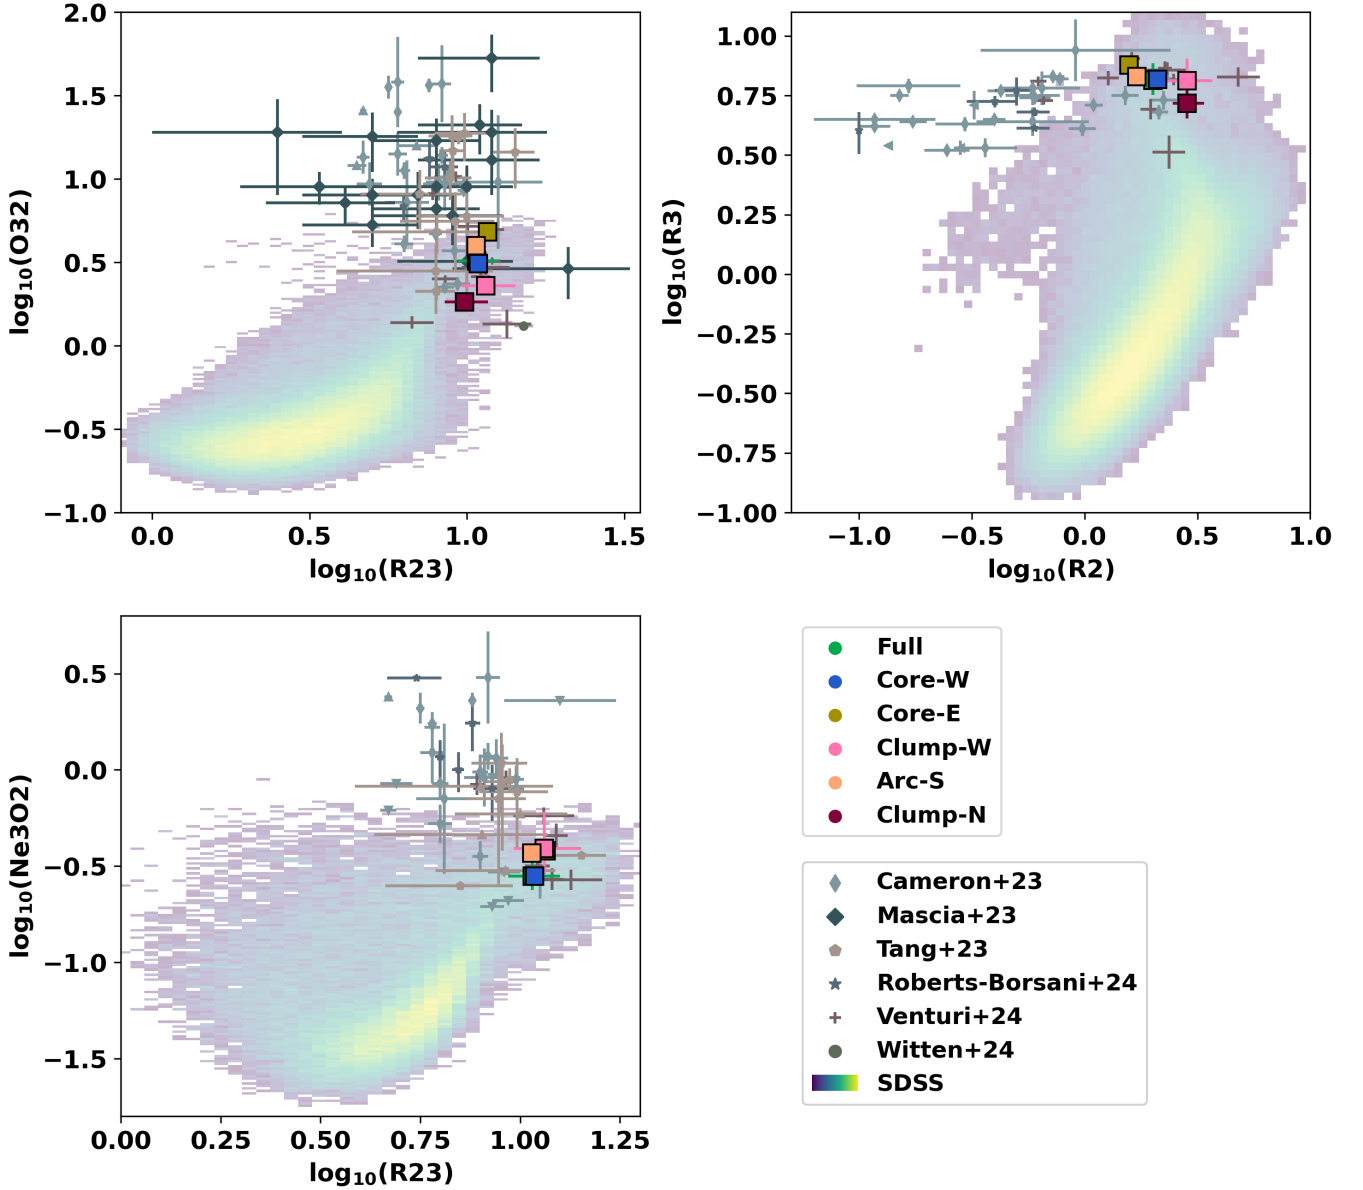 2.0
1.5
1.0
0.5
0.0
−0.5
−1.0
log10(O32)
0.0 0.5 1.0 1.5
log10(R23)
1.00
0.75
0.50
0.25
0.00
−0.25
−0.50
−0.75
−1.00
log10(R3)
−1.0 −0.5 0.0 0.5 1.0
log10(R2)
0.5
0.0
−0.5
−1.0
−1.5
log10(Ne3O2)
0.00 0.25 0.50 0.75 1.00 1.25
log10(R23)
Full
Core-W
Core-E
Clump-W
Arc-S
Clump-N
Cameron+23
Mascia+23
Tang+23
Roberts-Borsani+24
Venturi+24
Witten+24
SDSS